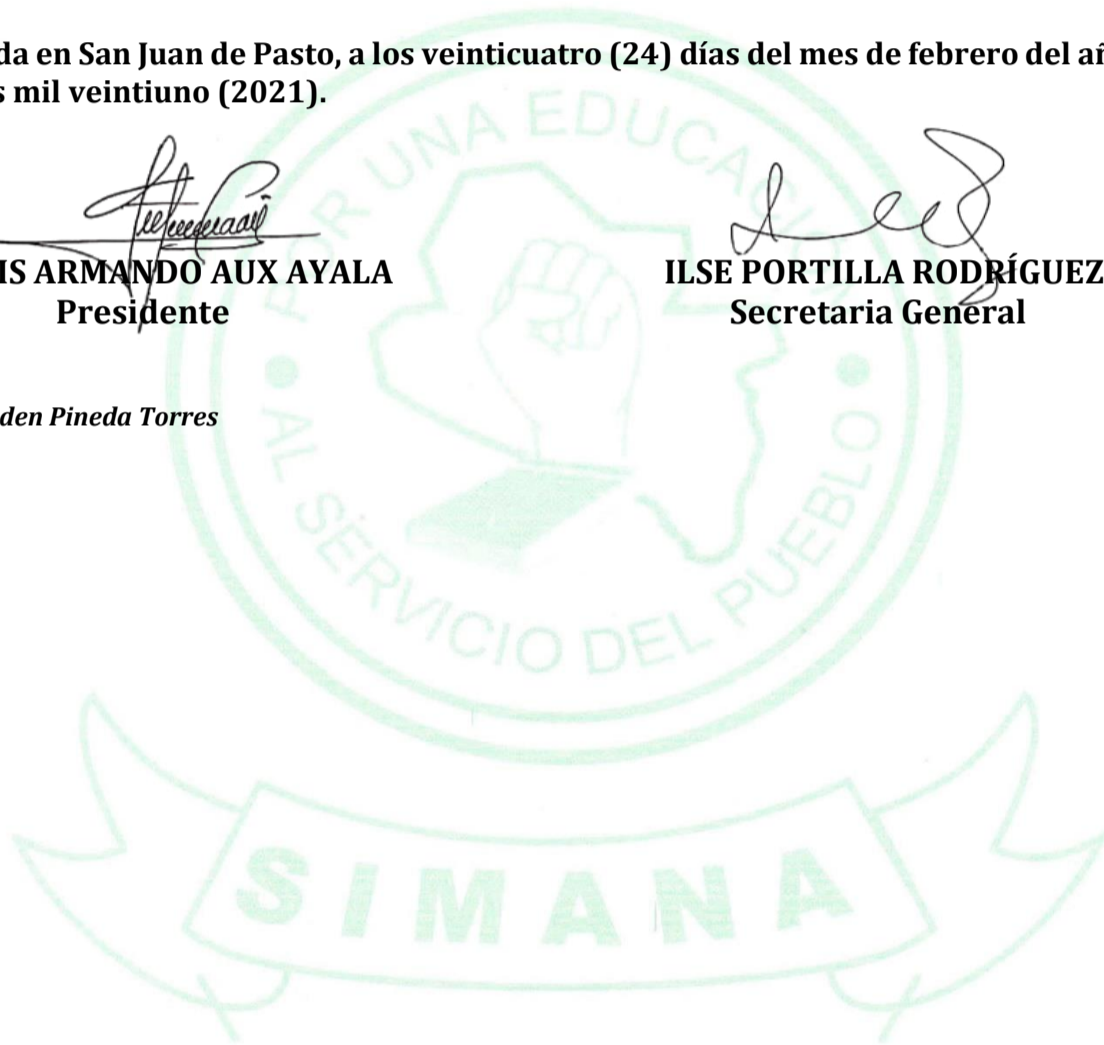 da en San Juan de Pasto, a los veinticuatro (24) días del mes de febrero del añ
s mil veintiuno (2021).
IS ARMANDO AUX AYALA
Presidente
ILSE PORTILLA RODRÍGUEZ
Secretaria General
den Pineda Torres
POR UNA EDUCACI
AL SERVICIO DEL PUEBLO
SIMANA